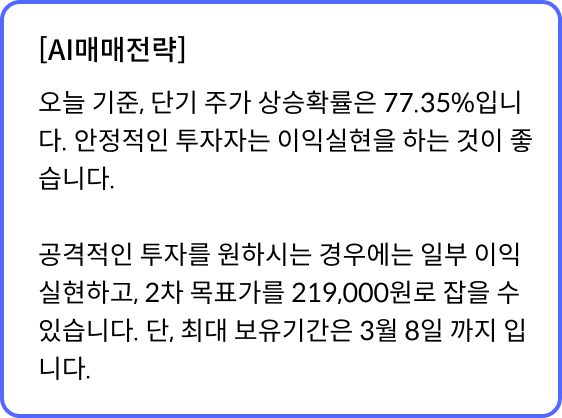 [AI매매전략]
오늘 기준, 단기 주가 상승확률은 77.35%입니
다. 안정적인 투자자는 이익실현을 하는 것이 좋
습니다.
공격적인 투자를 원하시는 경우에는 일부 이익
실현하고, 2차 목표가를 219,000원로 잡을 수
있습니다. 단, 최대 보유기간은 3월 8일 까지 입
니다.